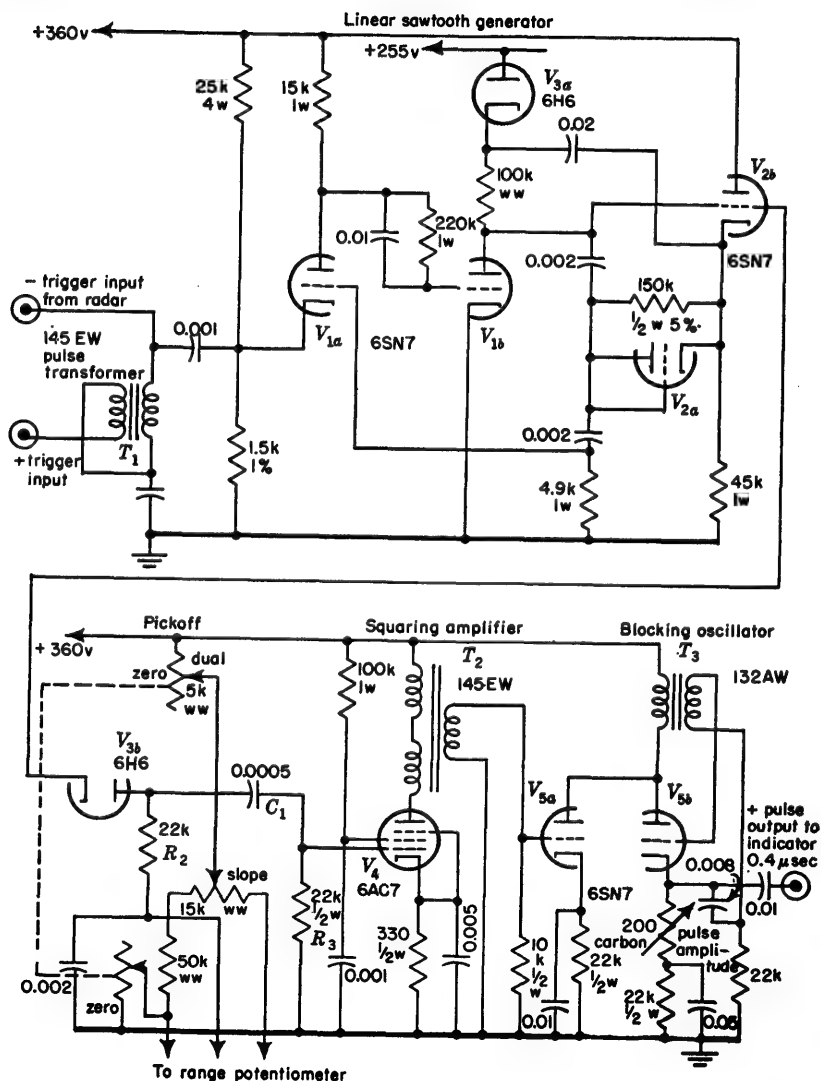 Linear sawtooth generator
+360v
+255v
25k
4w
15k
1w
V3a
6H6
0.02
100k
ww
V2b
6SN7
220k
1w
0.01
0.002
150k
½ w 5%
V2a
− trigger input
from radar
0.001
145 EW
pulse
transformer
T1
V1a
6SN7
V1b
+trigger
input
1.5k
1%
0.002
4.9k
1w
45k
1w
Pickoff
Squaring amplifier
Blocking oscillator
+ 360v
zero
dual
5k
ww
100k
1w
T2
145EW
T3
132AW
V3b
6H6
0.0005
C1
V5a
V5b
+ pulse
output to
indicator
0.4 μsec
22k
R2
V4
6AC7
6SN7
0.008
0.01
slope
15k
ww
22k
½w
R3
330
½w
0.005
200
carbon
pulse
ampli-
tude
50k
ww
0.002
zero
0.001
10
k
½w
22k
½w
0.01
22k
½ w
0.05
22k
To range potentiometer